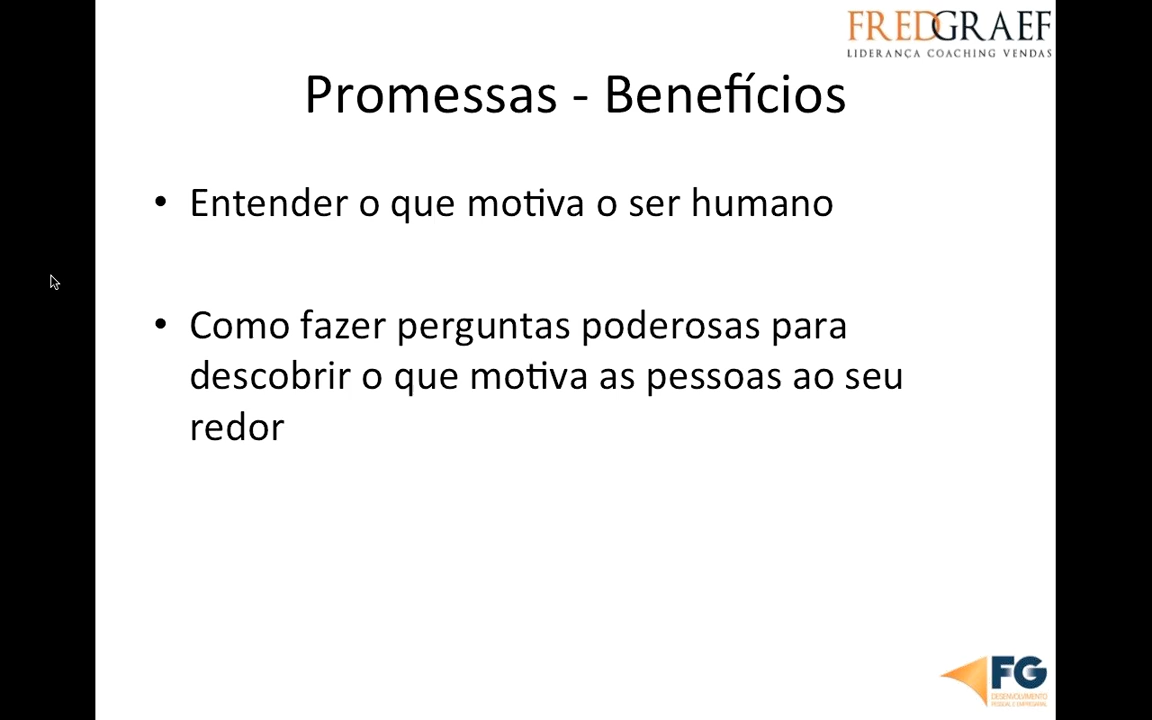 FREDGRAEF
LIDERANÇA COACHING VENDAS
Promessas - Benefícios
• Entender o que motiva o ser humano
• Como fazer perguntas poderosas para
descobrir o que motiva as pessoas ao seu
redor
FG
DESENVOLVIMENTO
PESSOAL E EMPRESARIAL